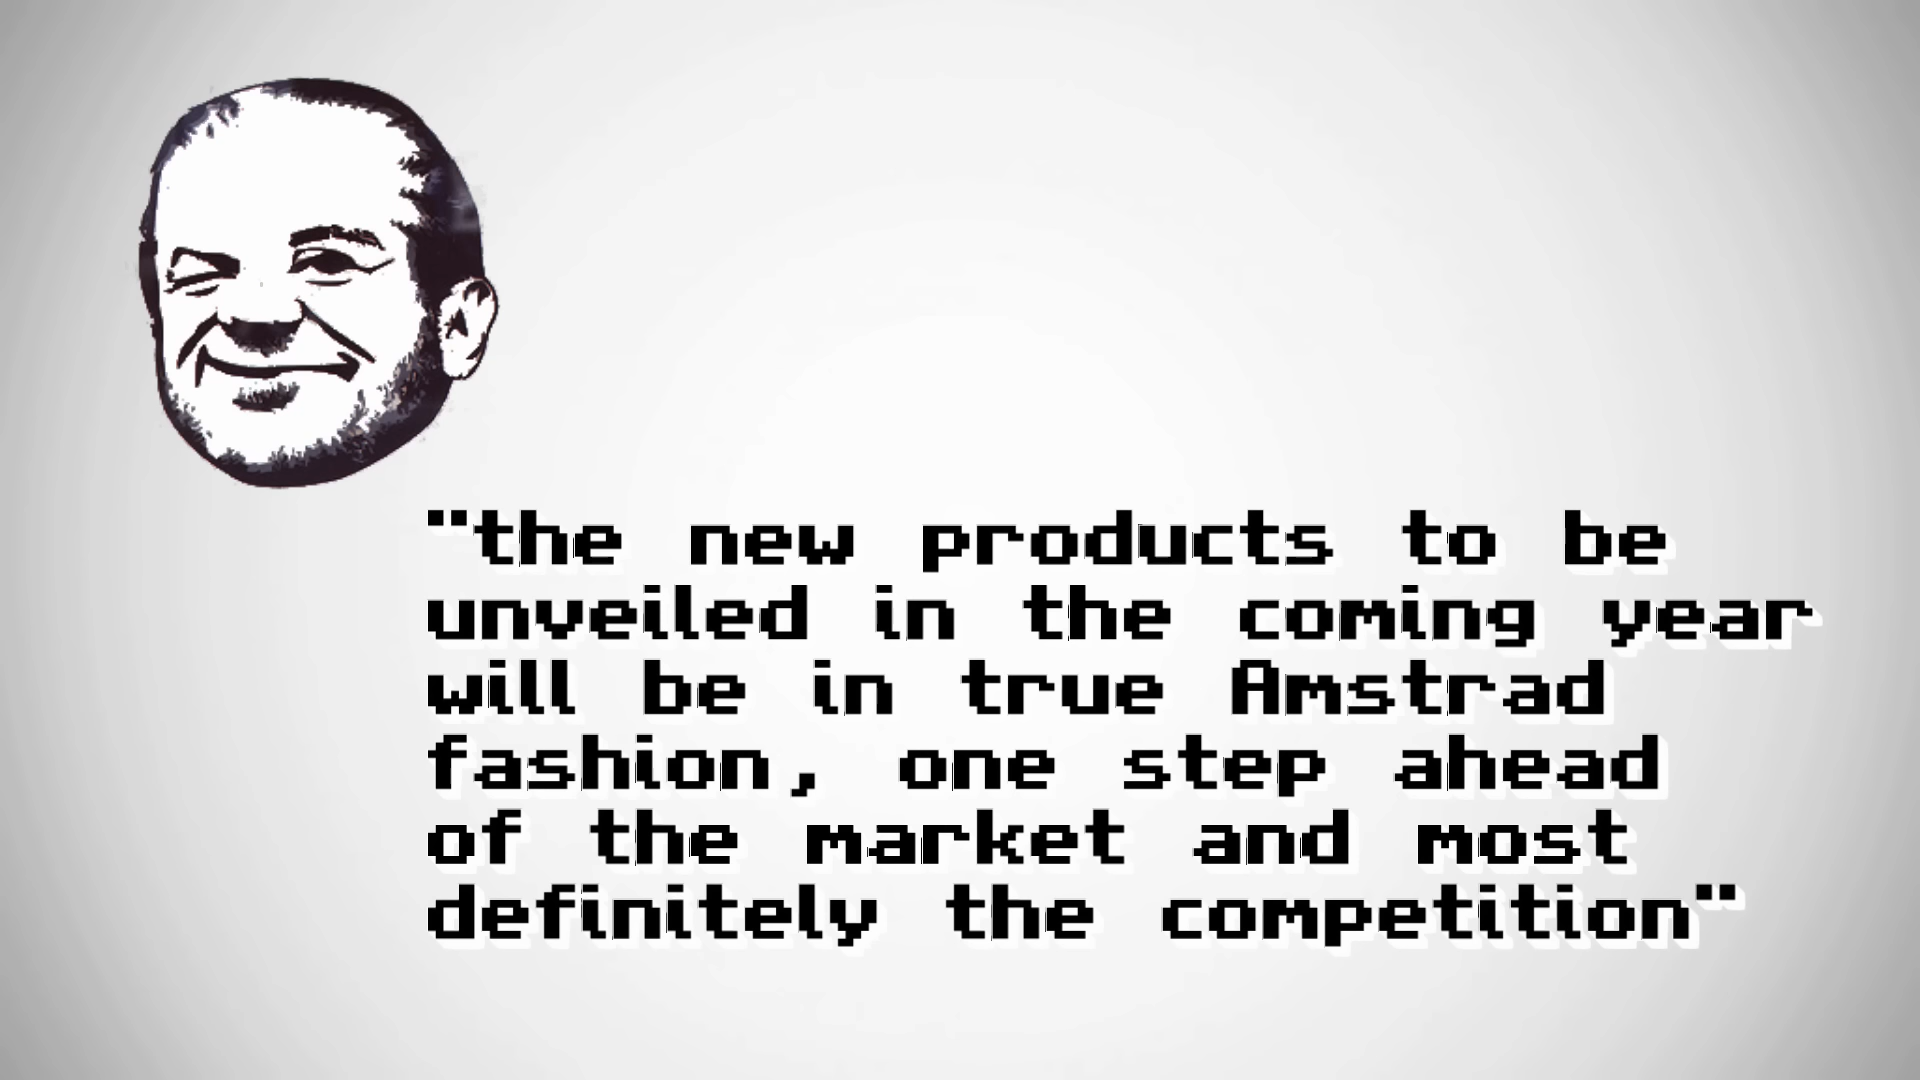 "the new products to be
unveiled in the coming year
will be in true Amstrad
fashion, one step ahead
of the market and most
definitely the competition"